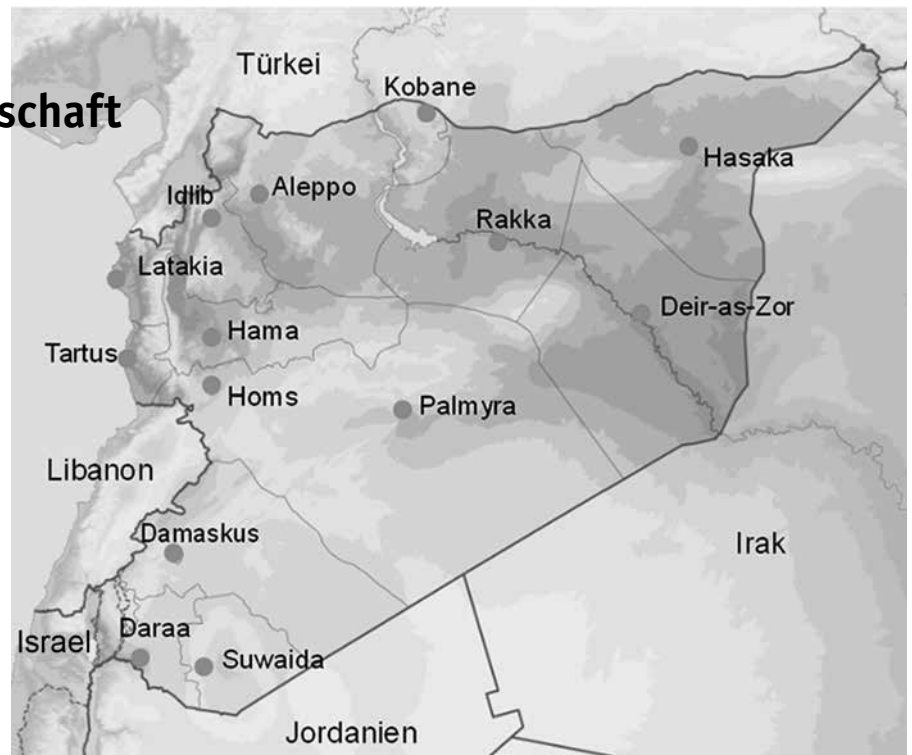 Türkei
Kobane
schaft
Hasaka
Idlib
Aleppo
Rakka
Latakia
Deir-as-Zor
Hama
Tartus
Homs
Palmyra
Libanon
Damaskus
Irak
Israel
Daraa
Suwaida
Jordanien